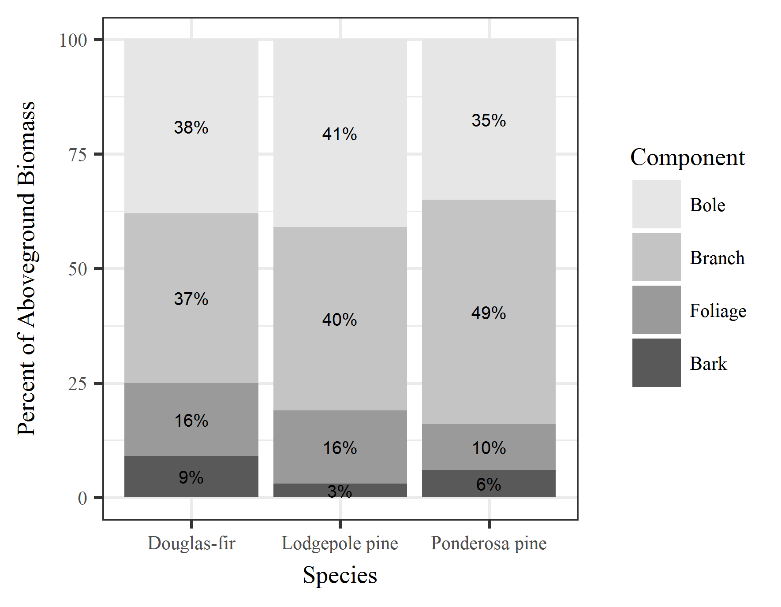 Percent of Aboveground Biomass
100
75
50
25
0
38%
41%
35%
37%
40%
49%
16%
16%
10%
9%
3%
6%
Douglas-fir
Lodgepole pine
Ponderosa pine
Species
Component
Bole
Branch
Foliage
Bark